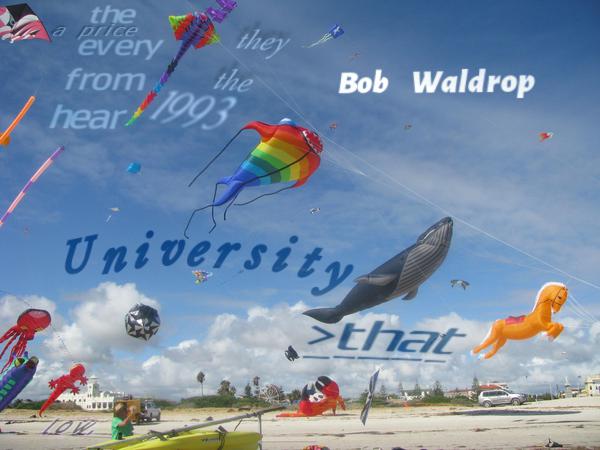 the
a price
every they
from the
hear 1993
Bob Waldrop
University
>that
LOW